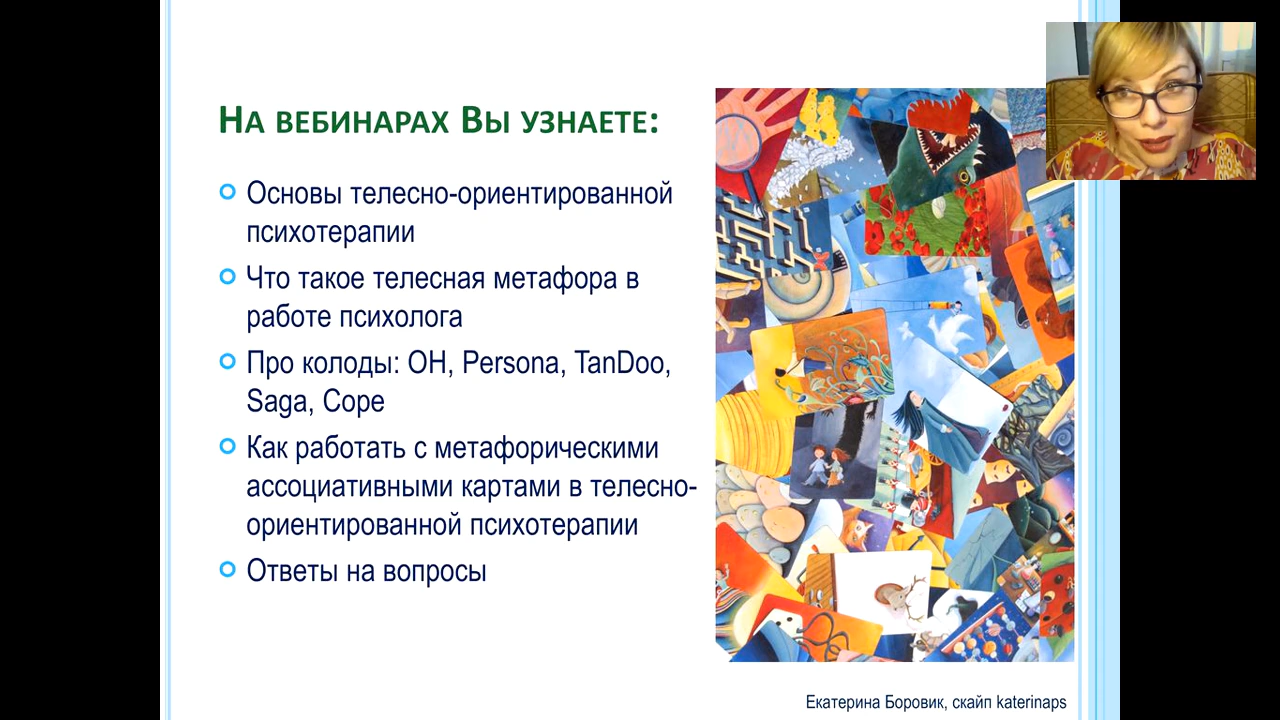 На вебинарах Вы узнаете:
Основы телесно-ориентированной
психотерапии
Что такое телесная метафора в
работе психолога
Про колоды: OH, Persona, TanDoo,
Saga, Cope
Как работать с метафорическими
ассоциативными картами в телесно-
ориентированной психотерапии
Ответы на вопросы
Екатерина Боровик, скайп katerinaps